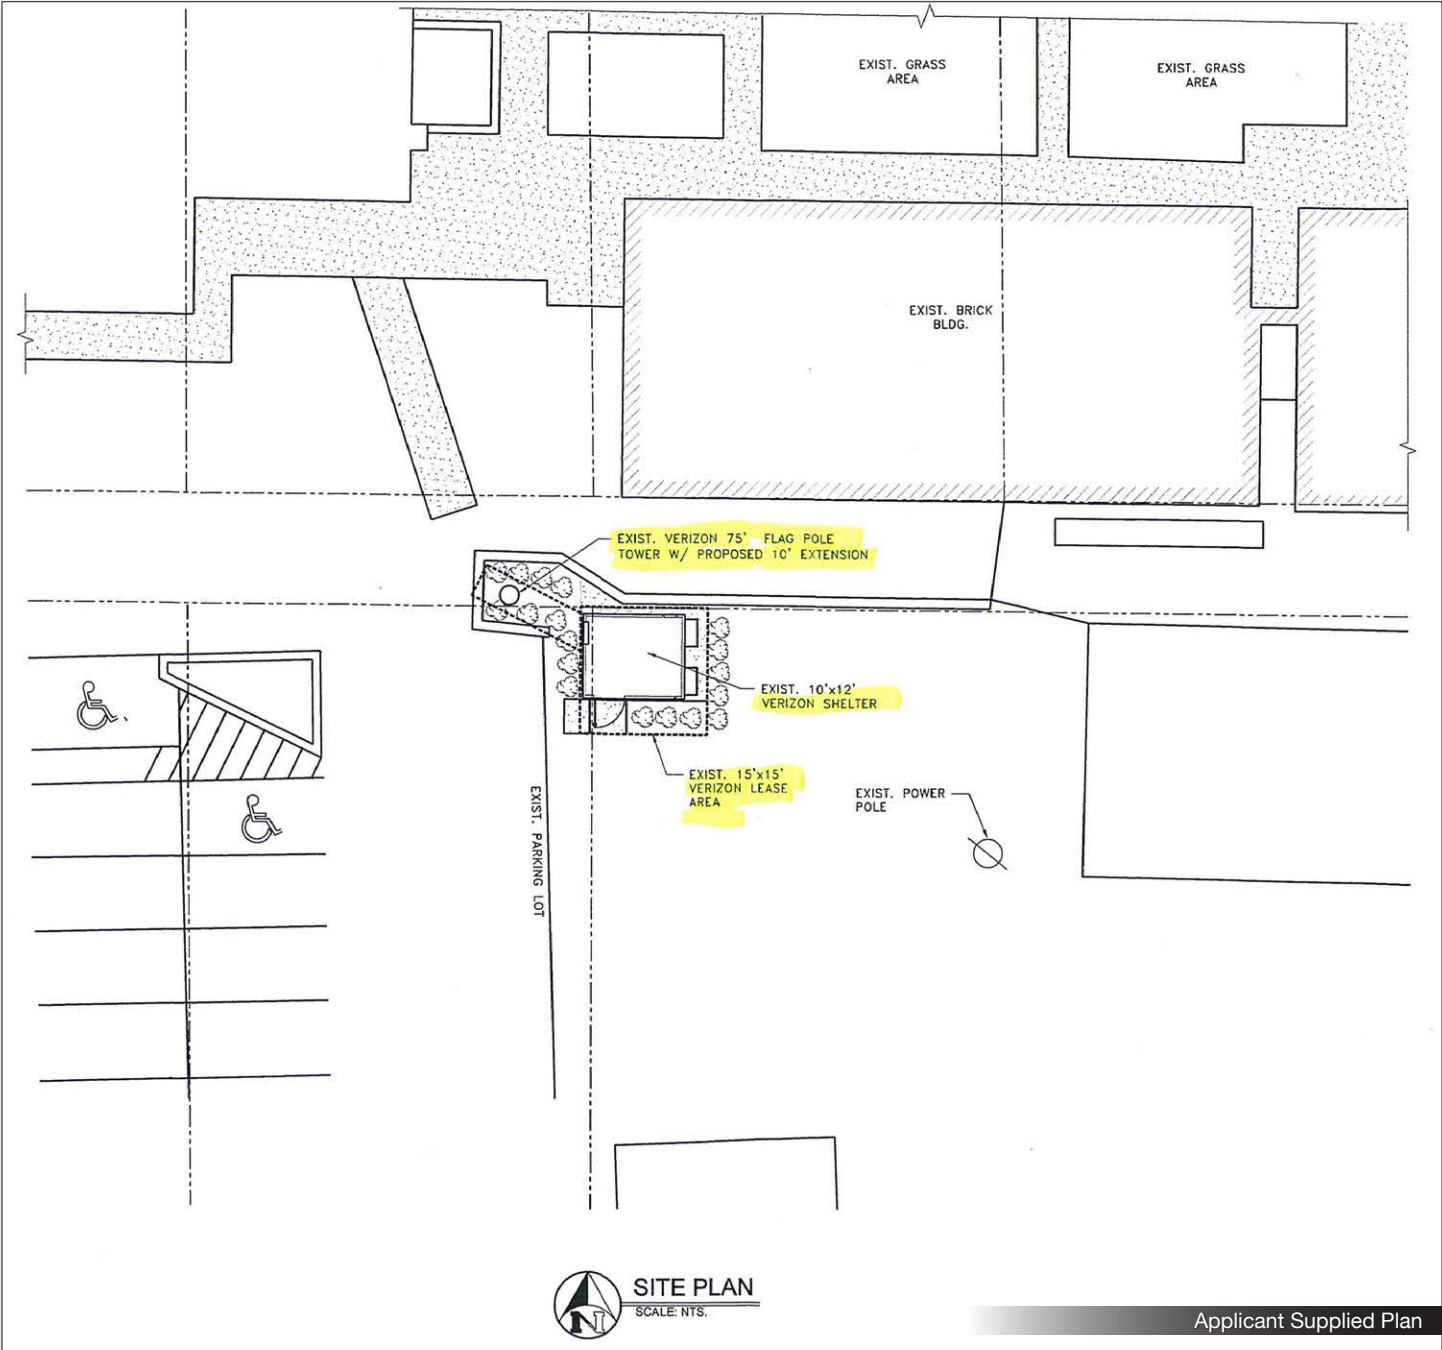 EXIST. GRASS
AREA
EXIST. GRASS
AREA
EXIST. BRICK
BLDG.
EXIST. VERIZON 75' FLAG POLE
TOWER W/ PROPOSED 10' EXTENSION
EXIST. 10'x12'
VERIZON SHELTER
EXIST. 15'x15'
VERIZON LEASE
AREA
EXIST. POWER
POLE
EXIST. PARKING LOT
N
SITE PLAN
SCALE: NTS.
Applicant Supplied Plan